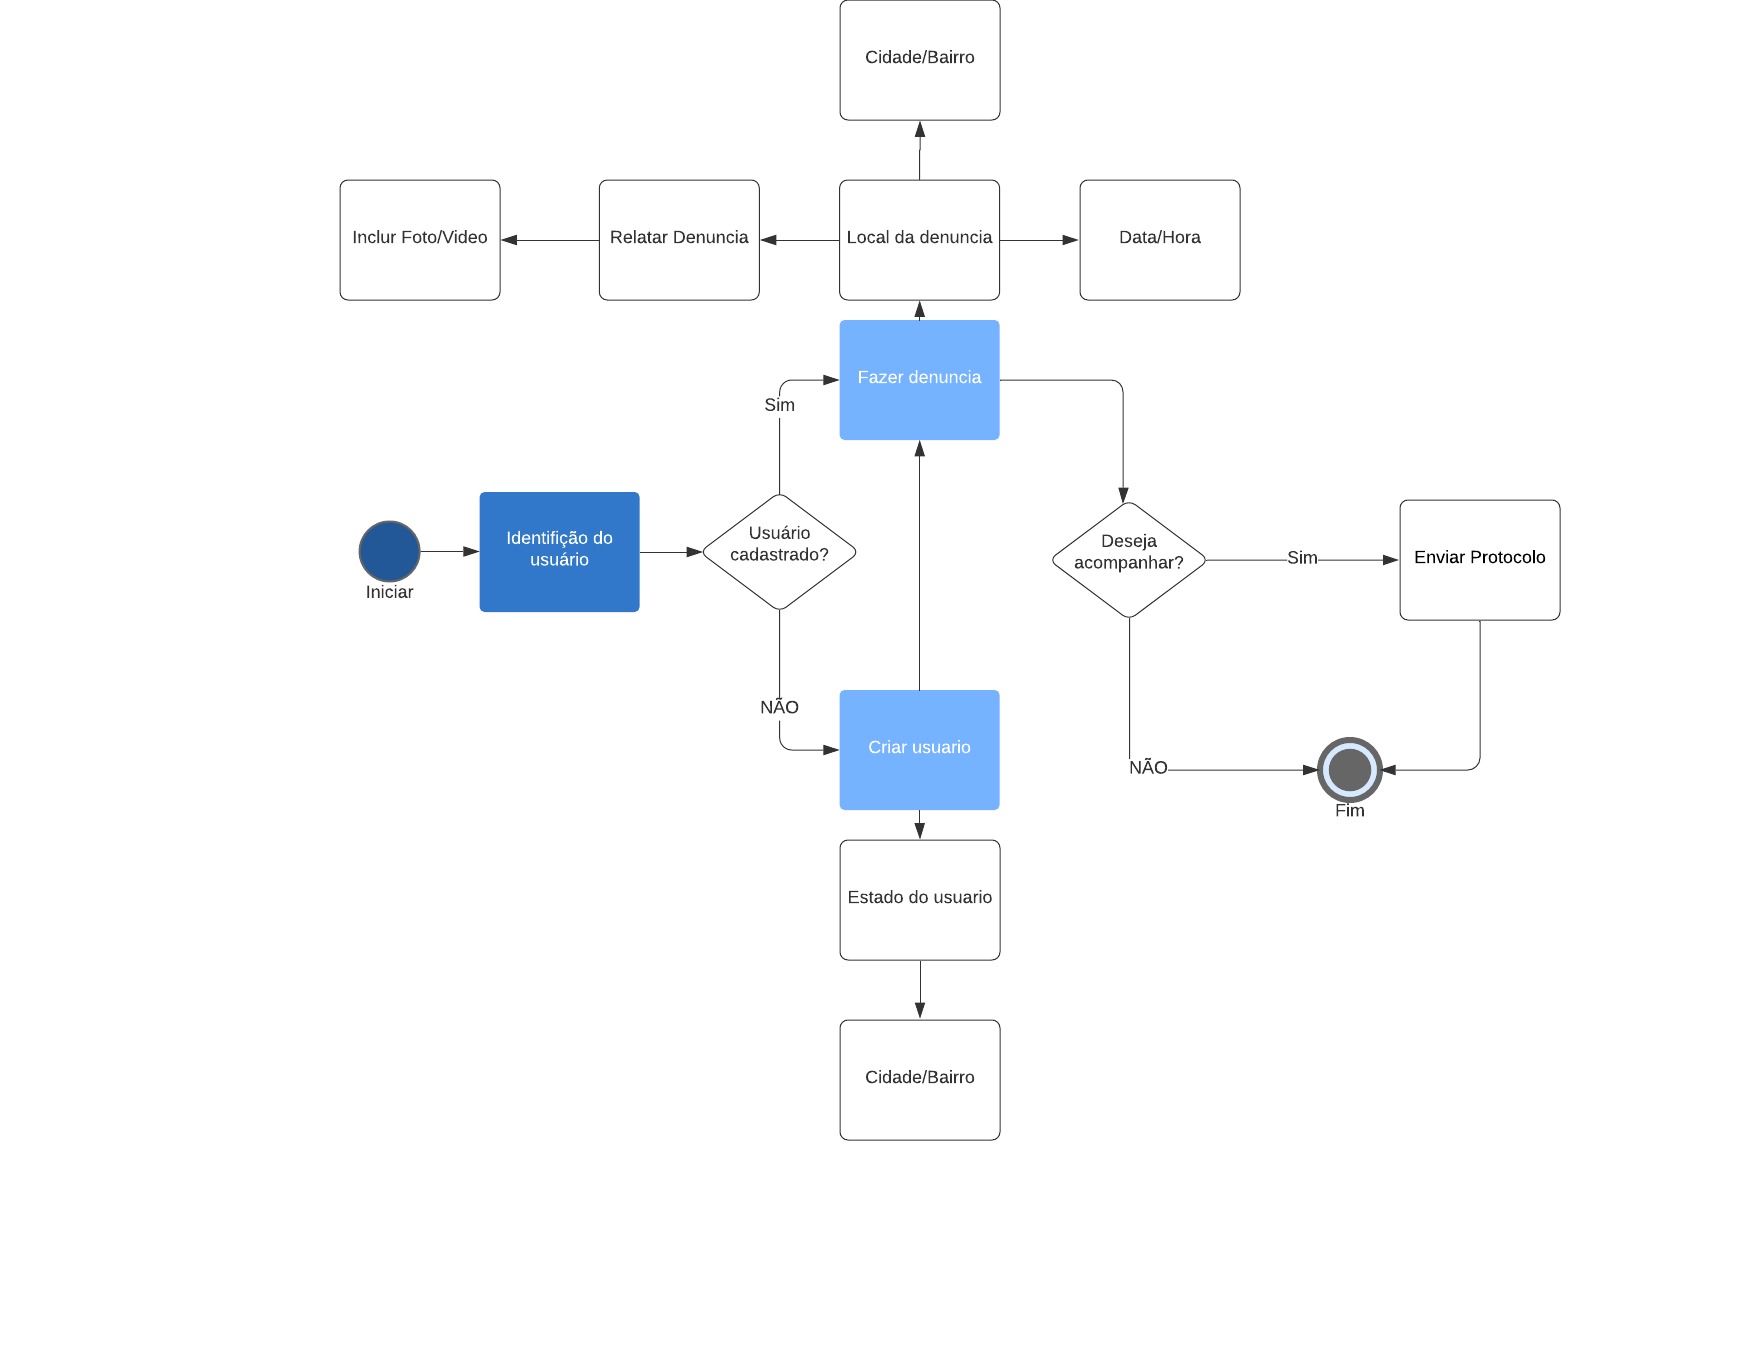 Cidade/Bairro
Inclur Foto/Video
Relatar Denuncia
Local da denuncia
Data/Hora
Fazer denuncia
Sim
Identifição do
usuário
Usuário
cadastrado?
Deseja
acompanhar?
Sim
Enviar Protocolo
Iniciar
NÃO
Criar usuario
NÃO
Fim
Estado do usuario
Cidade/Bairro